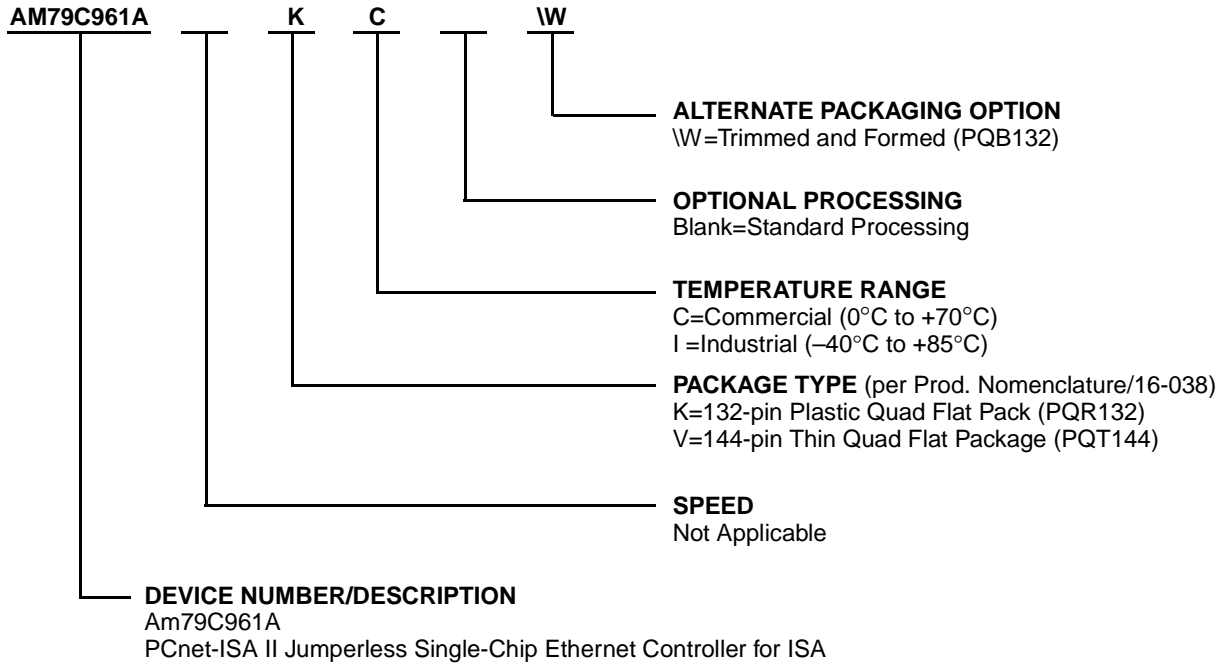 AM79C961A K C \W
ALTERNATE PACKAGING OPTION
\W=Trimmed and Formed (PQB132)
OPTIONAL PROCESSING
Blank=Standard Processing
TEMPERATURE RANGE
C=Commercial (0°C to +70°C)
I =Industrial (–40°C to +85°C)
PACKAGE TYPE (per Prod. Nomenclature/16-038)
K=132-pin Plastic Quad Flat Pack (PQR132)
V=144-pin Thin Quad Flat Package (PQT144)
SPEED
Not Applicable
DEVICE NUMBER/DESCRIPTION
Am79C961A
PCnet-ISA II Jumperless Single-Chip Ethernet Controller for ISA